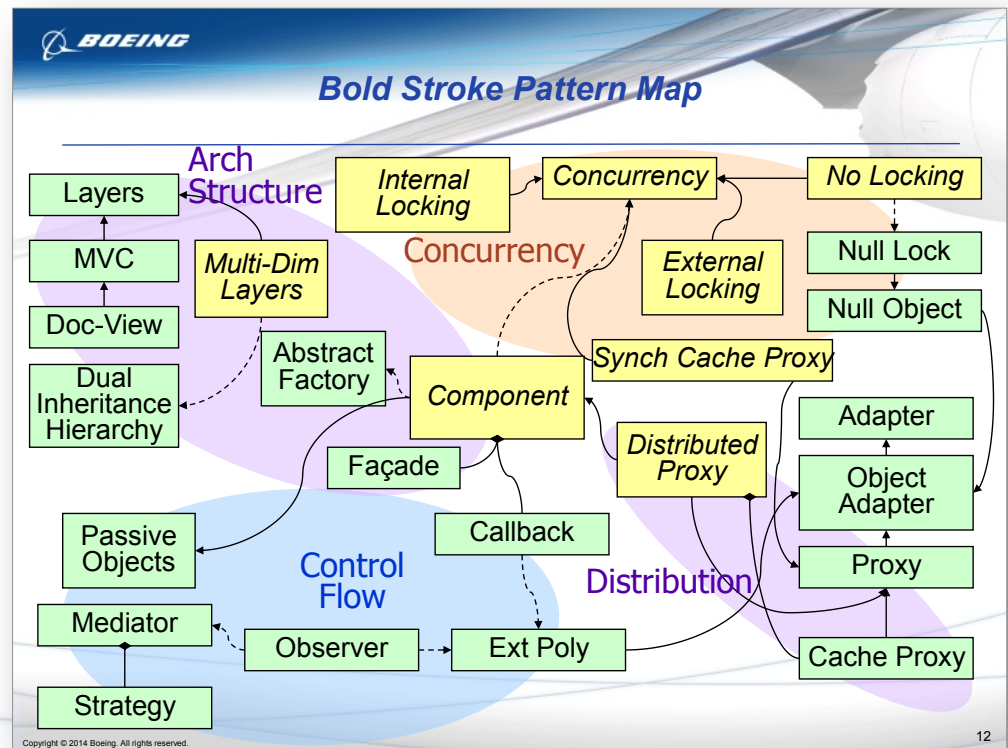 BOEING
Bold Stroke Pattern Map
Arch
Structure
Layers
MVC
Doc-View
Dual
Inheritance
Hierarchy
Multi-Dim
Layers
Abstract
Factory
Internal
Locking
Concurrency
No Locking
Concurrency
External
Locking
Null Lock
Null Object
Synch Cache Proxy
Component
Façade
Distributed
Proxy
Adapter
Object
Adapter
Proxy
Cache Proxy
Passive
Objects
Control
Flow
Callback
Distribution
Mediator
Observer
Ext Poly
Strategy
Copyright © 2014 Boeing. All rights reserved.
12